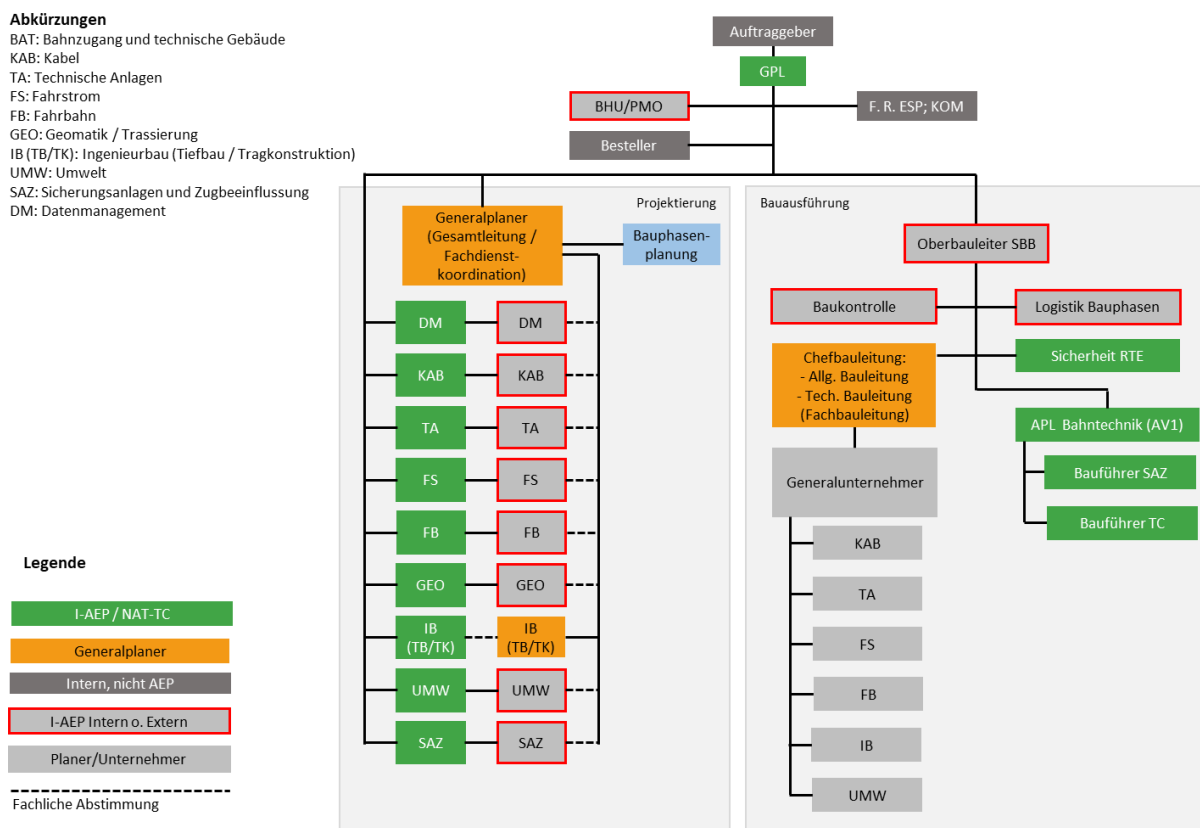 Abkürzungen
BAT: Bahnzugang und technische Gebäude
KAB: Kabel
TA: Technische Anlagen
FS: Fahrstrom
FB: Fahrbahn
GEO: Geomatik / Trassierung
IB (TB/TK): Ingenieurbau (Tiefbau / Tragkonstruktion)
UMW: Umwelt
SAZ: Sicherungsanlagen und Zugbeeinflussung
DM: Datenmanagement
Auftraggeber
GPL
BHU/PMO
F. R. ESP; KOM
Besteller
Projektierung
Generalplaner
(Gesamtleitung /
Fachdienst-
koordination)
Bauphasen-
planung
DM
DM
KAB
KAB
TA
TA
FS
FS
FB
FB
GEO
GEO
IB
(TB/TK)
IB
(TB/TK)
UMW
UMW
SAZ
SAZ
Bauausführung
Oberbauleiter SBB
Baukontrolle
Logistik Bauphasen
Chefbauleitung:
- Allg. Bauleitung
- Tech. Bauleitung
(Fachbauleitung)
Sicherheit RTE
APL Bahntechnik (AV1)
Bauführer SAZ
Bauführer TC
Generalunternehmer
KAB
TA
FS
FB
IB
UMW
Legende
I-AEP / NAT-TC
Generalplaner
Intern, nicht AEP
I-AEP Intern o. Extern
Planer/Unternehmer
Fachliche Abstimmung